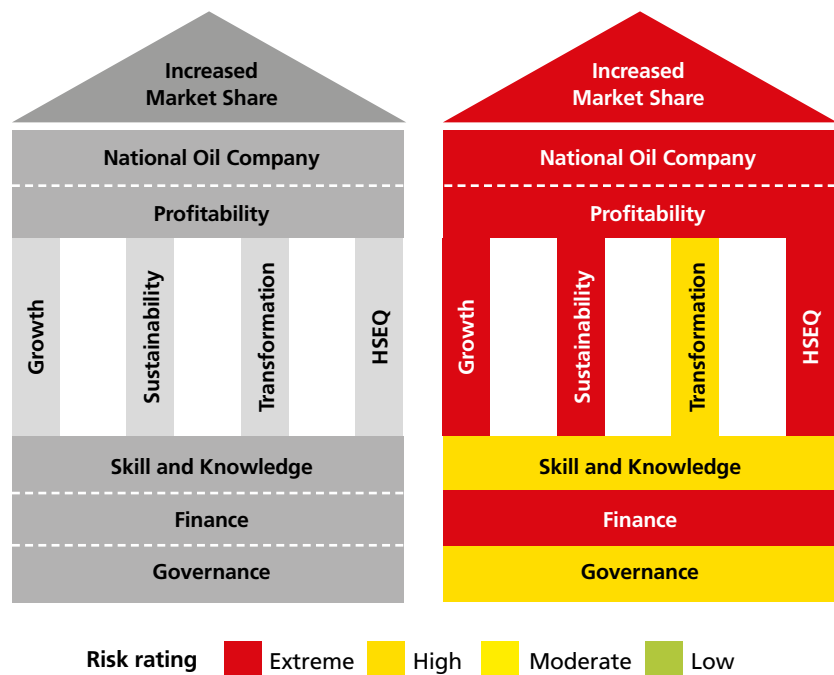 Increased
Market Share
National Oil Company
Profitability
Growth
Sustainability
Transformation
HSEQ
Skill and Knowledge
Finance
Governance
Increased
Market Share
National Oil Company
Profitability
Growth
Sustainability
Transformation
HSEQ
Skill and Knowledge
Finance
Governance
Risk rating Extreme High Moderate Low